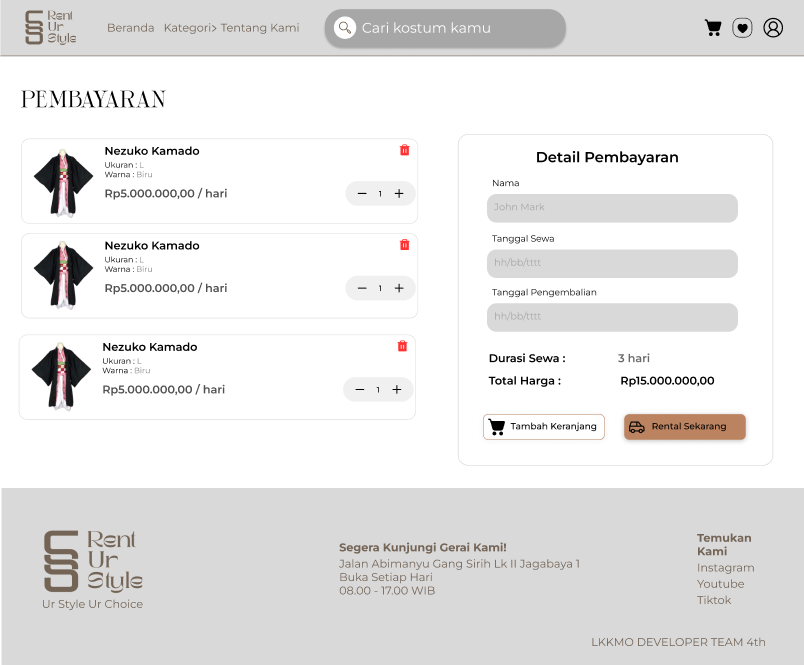 Rent
Ur
Style
Beranda Kategori> Tentang Kami
Cari kostum kamu
PEMBAYARAN
Nezuko Kamado
Ukuran : L
Warna : Biru
Rp5.000.000,00 / hari
1
Nezuko Kamado
Ukuran : L
Warna : Biru
Rp5.000.000,00 / hari
1
Nezuko Kamado
Ukuran : L
Warna : Biru
Rp5.000.000,00 / hari
1
Detail Pembayaran
Nama
John Mark
Tanggal Sewa
hh/bb/tttt
Tanggal Pengembalian
hh/bb/tttt
Durasi Sewa : 3 hari
Total Harga : Rp15.000.000,00
Tambah Keranjang
Rental Sekarang
Rent
Ur
Style
Ur Style Ur Choice
Segera Kunjungi Gerai Kami!
Jalan Abimanyu Gang Sirih Lk II Jagabaya 1
Buka Setiap Hari
08.00 - 17.00 WIB
Temukan
Kami
Instagram
Youtube
Tiktok
LKKMO DEVELOPER TEAM 4th